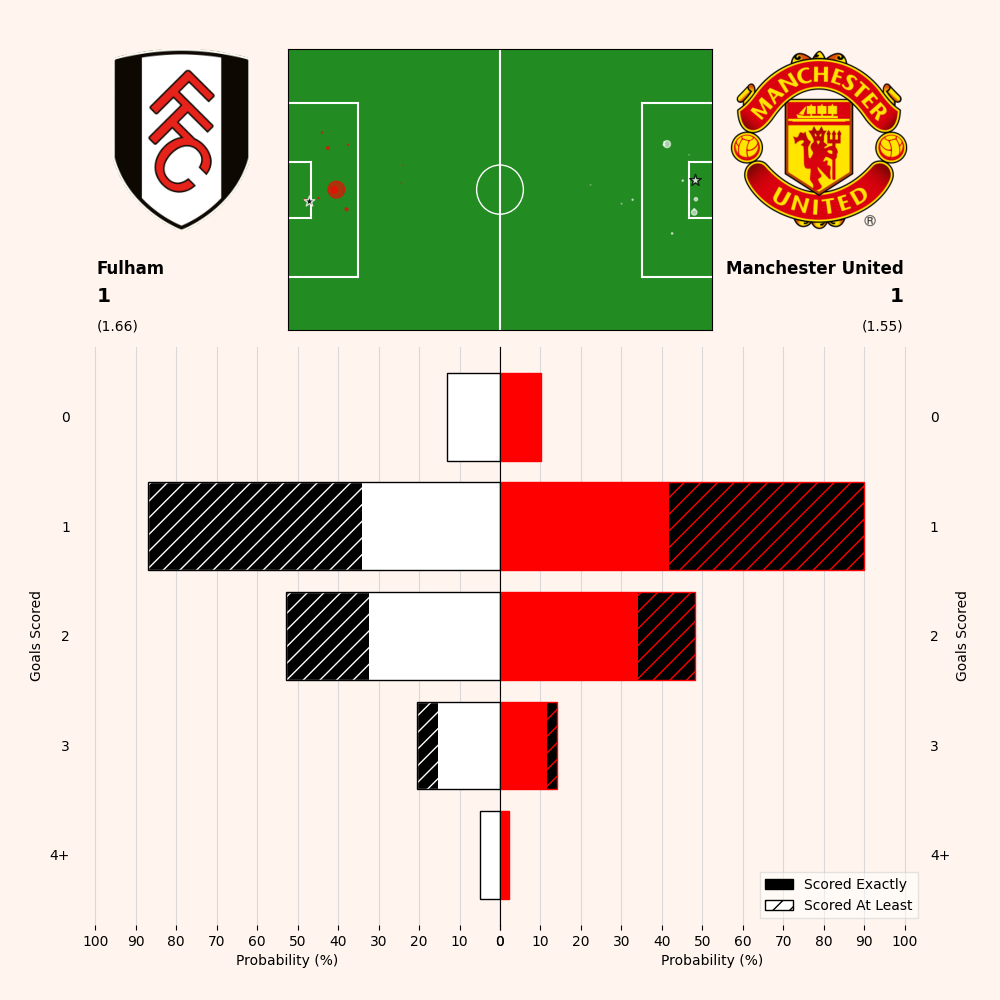 FFC
MANCHESTER
UNITED
®
Fulham
1
(1.66)
Manchester United
1
(1.55)
0
1
2
3
4+
Goals Scored
0
1
2
3
4+
Goals Scored
Scored Exactly
Scored At Least
100 90 80 70 60 50 40 30 20 10 0
0 10 20 30 40 50 60 70 80 90 100
Probability (%)
Probability (%)